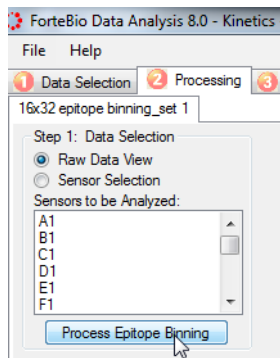 ForteBio Data Analysis 8.0 - Kinetics
File Help
1 Data Selection 2 Processing 3
16x32 epitope binning_set 1
Step 1: Data Selection
Raw Data View
Sensor Selection
Sensors to be Analyzed:
A1
B1
C1
D1
E1
F1
Process Epitope Binning